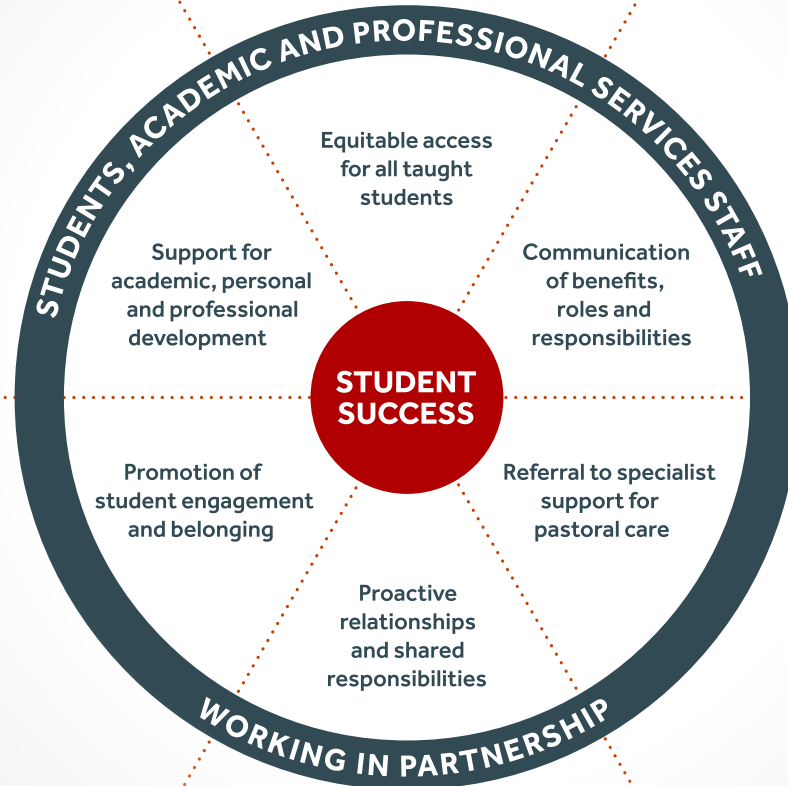 STUDENTS, ACADEMIC AND PROFESSIONAL SERVICES STAFF
Equitable access
for all taught
students
Communication
of benefits,
roles and
responsibilities
Referral to specialist
support for
pastoral care
Proactive
relationships
and shared
responsibilities
Promotion of
student engagement
and belonging
Support for
academic, personal
and professional
development
STUDENT
SUCCESS
WORKING IN PARTNERSHIP